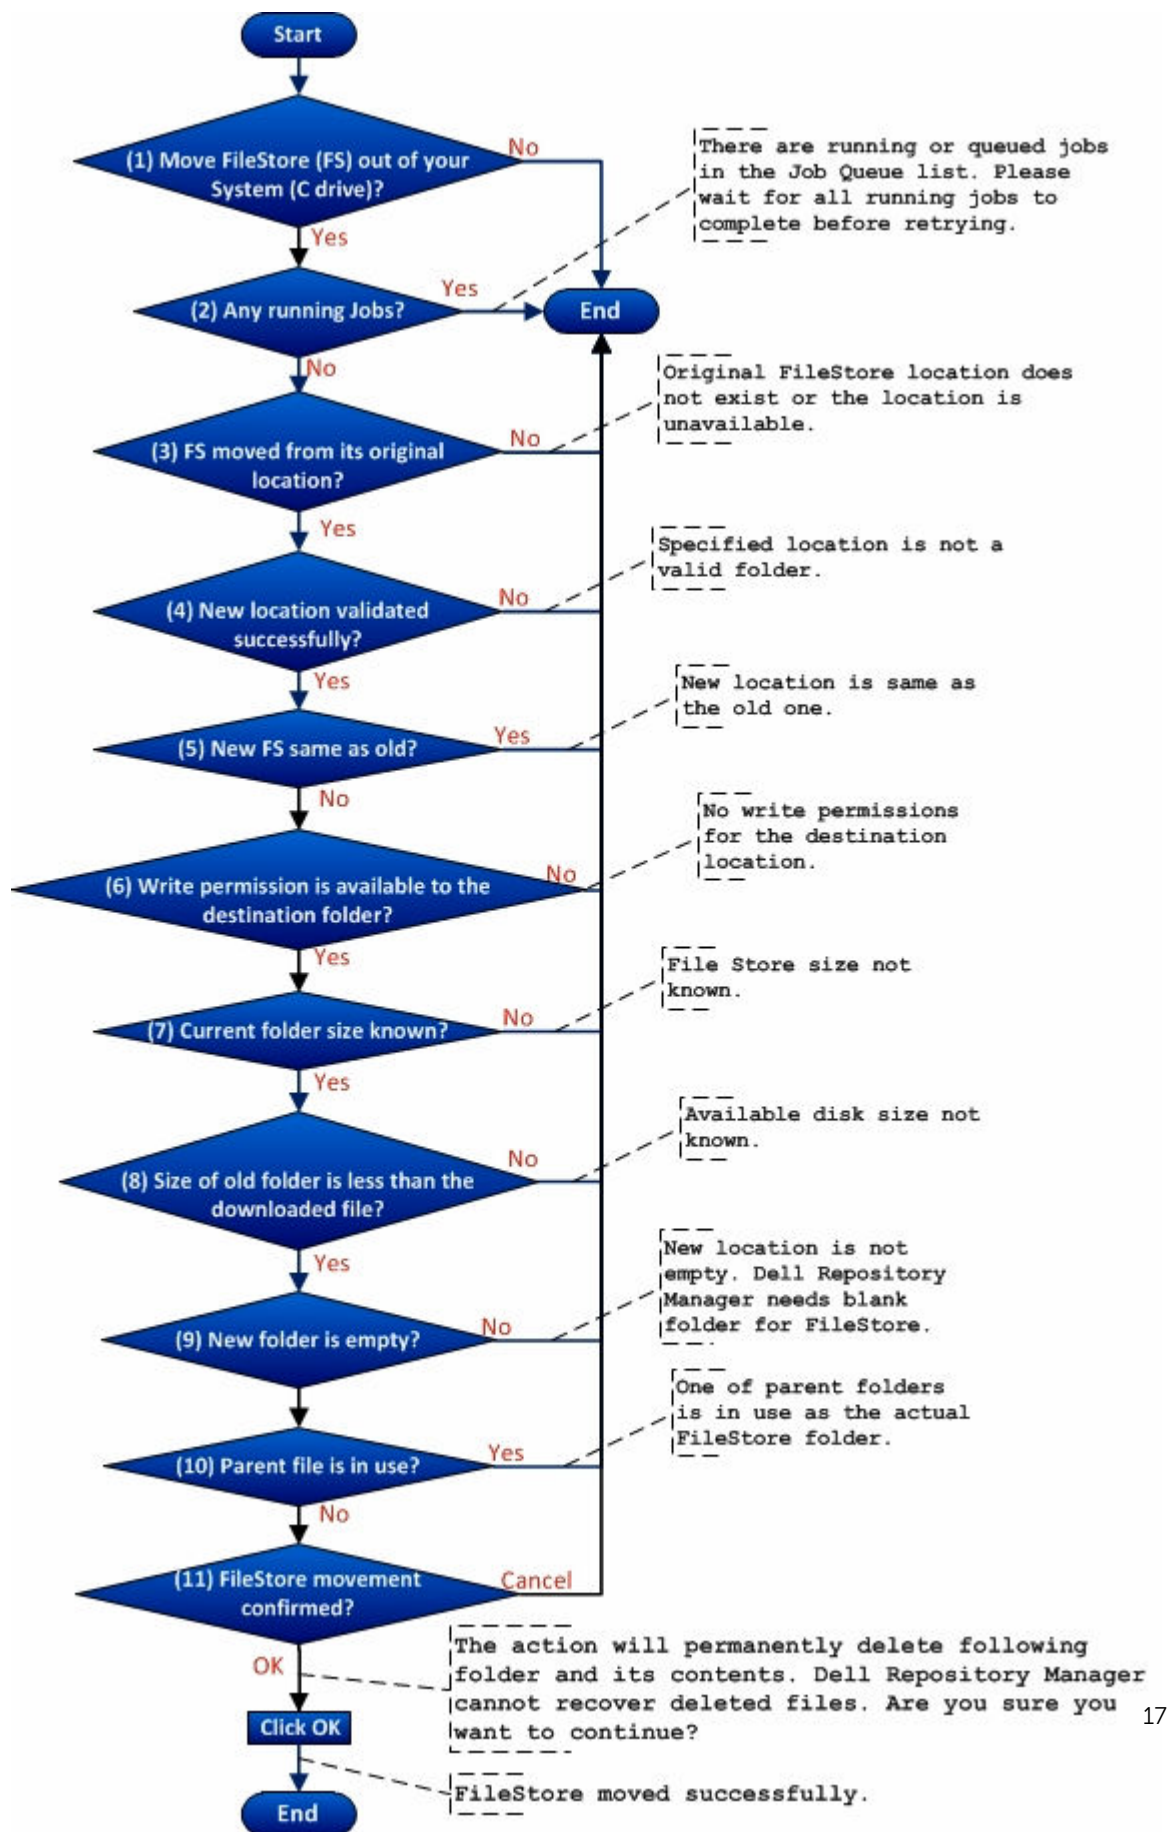 Start
(1) Move FileStore (FS) out of your
System (C drive)?
No
Yes
There are running or queued jobs
in the Job Queue list. Please
wait for all running jobs to
complete before retrying.
(2) Any running Jobs?
Yes
End
No
Original FileStore location does
not exist or the location is
unavailable.
(3) FS moved from its original
location?
No
Yes
Specified location is not a
valid folder.
(4) New location validated
successfully?
No
Yes
New location is same as
the old one.
(5) New FS same as old?
Yes
No
No write permissions
for the destination
location.
(6) Write permission is available to the
destination folder?
No
Yes
File Store size not
known.
(7) Current folder size known?
No
Yes
Available disk size not
known.
(8) Size of old folder is less than the
downloaded file?
No
Yes
New location is not
empty. Dell Repository
Manager needs blank
folder for FileStore.
(9) New folder is empty?
No
One of parent folders
is in use as the actual
FileStore folder.
(10) Parent file is in use?
Yes
No
(11) FileStore movement
confirmed?
Cancel
OK
The action will permanently delete following
folder and its contents. Dell Repository Manager
cannot recover deleted files. Are you sure you
want to continue?
17
Click OK
FileStore moved successfully.
End